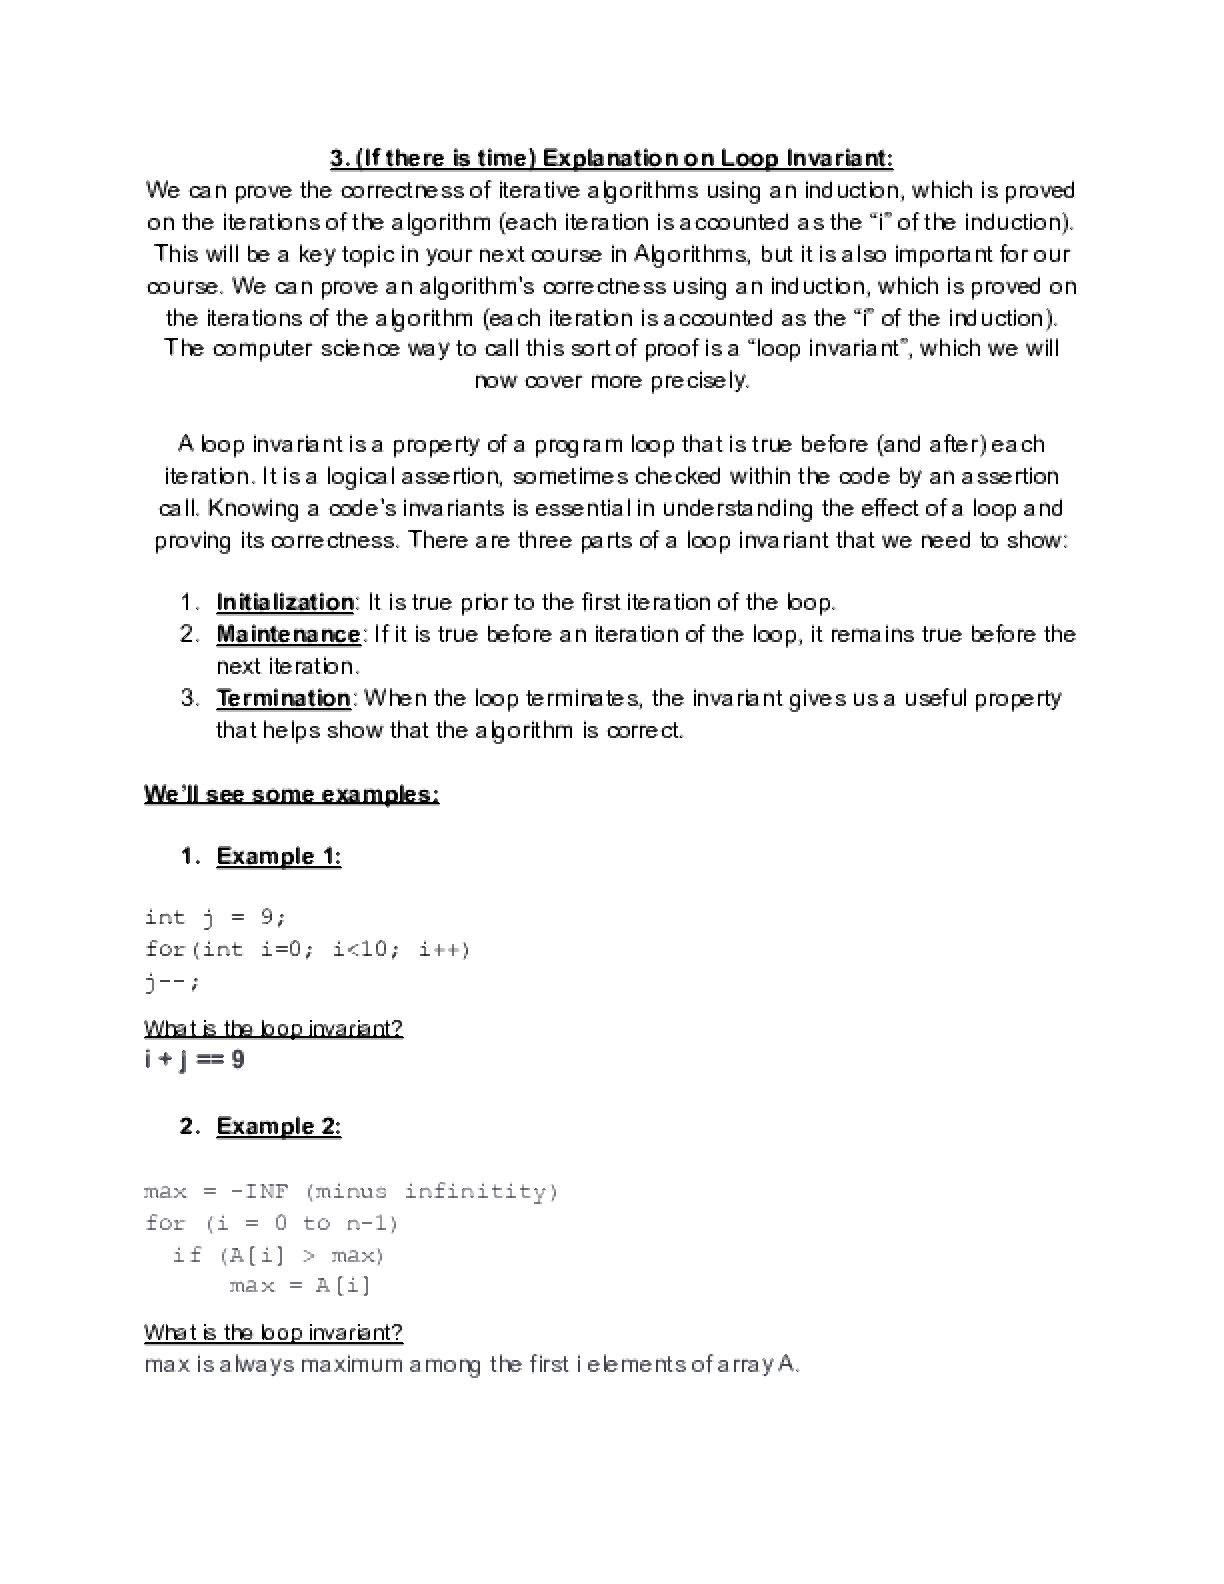 3. (If there is time) Explanation on Loop Invariant:
We can prove the correctness of iterative algorithms using an induction, which is proved
on the iterations of the algorithm (each iteration is accounted as the “i” of the induction).
This will be a key topic in your next course in Algorithms, but it is also important for our
course. We can prove an algorithm's correctness using an induction, which is proved on
the iterations of the algorithm (each iteration is accounted as the “i” of the induction).
The computer science way to call this sort of proof is a “loop invariant”, which we will
now cover more precisely.
A loop invariant is a property of a program loop that is true before (and after) each
iteration. It is a logical assertion, sometimes checked within the code by an assertion
call. Knowing a code's invariants is essential in understanding the effect of a loop and
proving its correctness. There are three parts of a loop invariant that we need to show:
1. Initialization: It is true prior to the first iteration of the loop.
2. Maintenance: If it is true before an iteration of the loop, it remains true before the
next iteration.
3. Termination: When the loop terminates, the invariant gives us a useful property
that helps show that the algorithm is correct.
We'll see some examples:
1. Example 1:
int j = 9;
for(int i=0; i<10; i++)
j--;
What is the loop invariant?
i + j == 9
2. Example 2:
max = -INF (minus infinitity)
for (i = 0 to n-1)
if (A[i] > max)
max = A[i]
What is the loop invariant?
max is always maximum among the first i elements of array A.